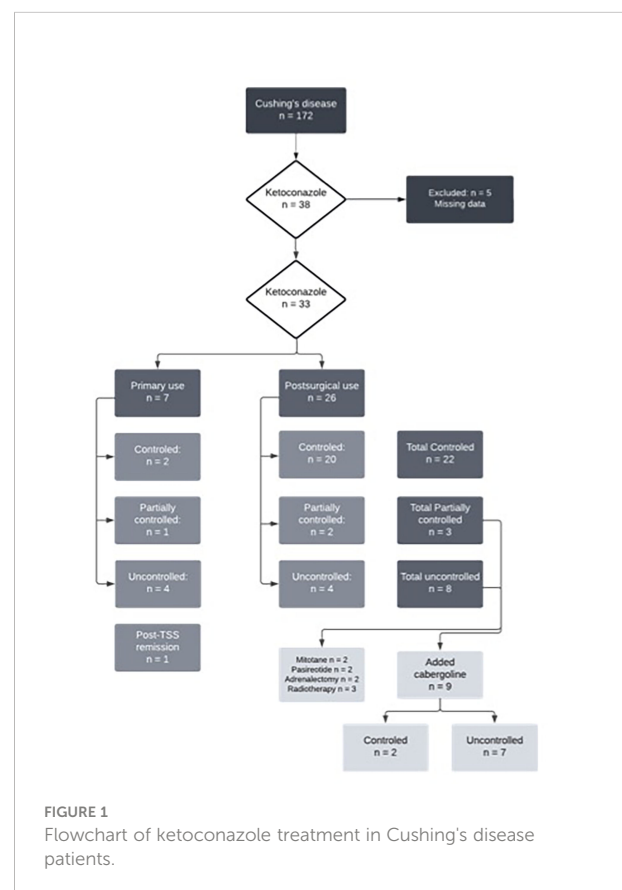 Cushing's disease
n = 172
Ketoconazole
n = 38
Excluded: n = 5
Missing data
Ketoconazole
n = 33
Primary use
n = 7
Postsurgical use
n = 26
Controled:
n = 2
Controled:
n = 20
Total Controled
n = 22
Partially
controlled:
n = 1
Partially
controlled:
n = 2
Total Partially
controlled
n = 3
Uncontrolled:
n = 4
Uncontrolled:
n = 4
Total uncontrolled
n = 8
Post-TSS
remission
n = 1
Mitotane n = 2
Pasireotide n = 2
Adrenalectomy n = 2
Radiotherapy n = 3
Added
cabergoline
n = 9
Controled
n = 2
Uncontrolled
n = 7
FIGURE 1
Flowchart of ketoconazole treatment in Cushing's disease
patients.